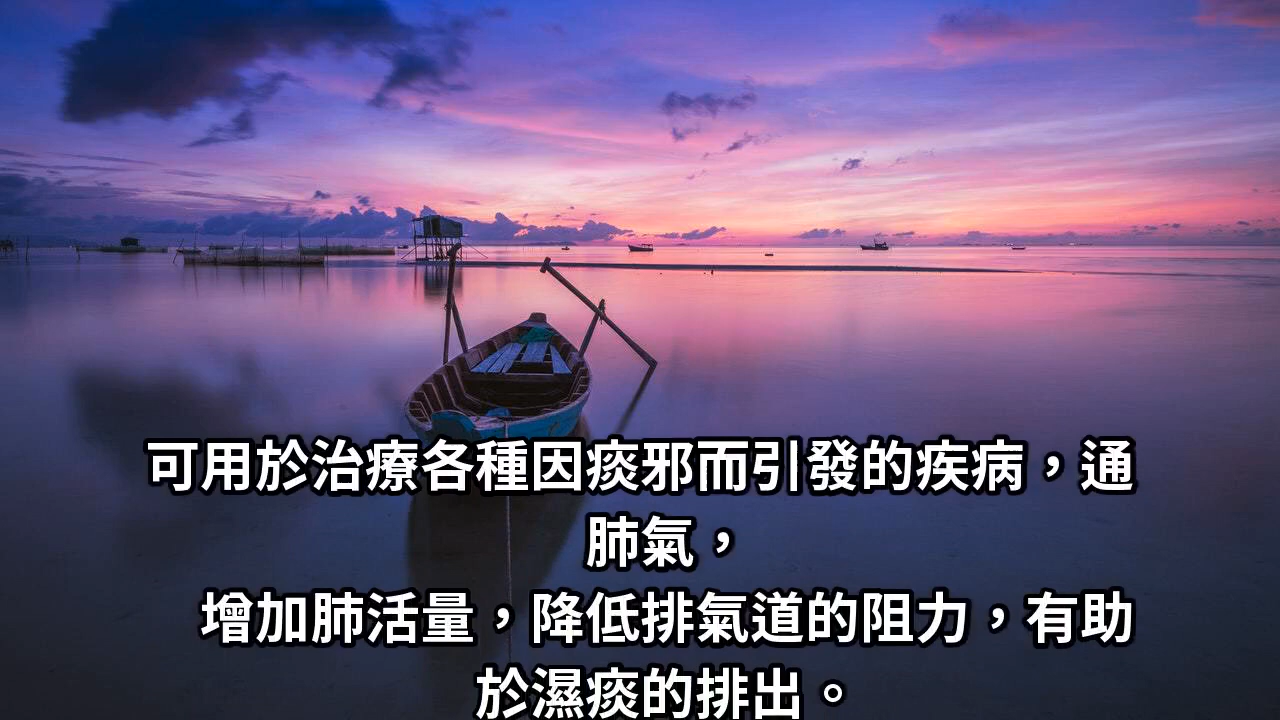 可用於治療各種因痰邪而引發的疾病，通
肺氣，
增加肺活量，降低排氣道的阻力，有助
於濕痰的排出。